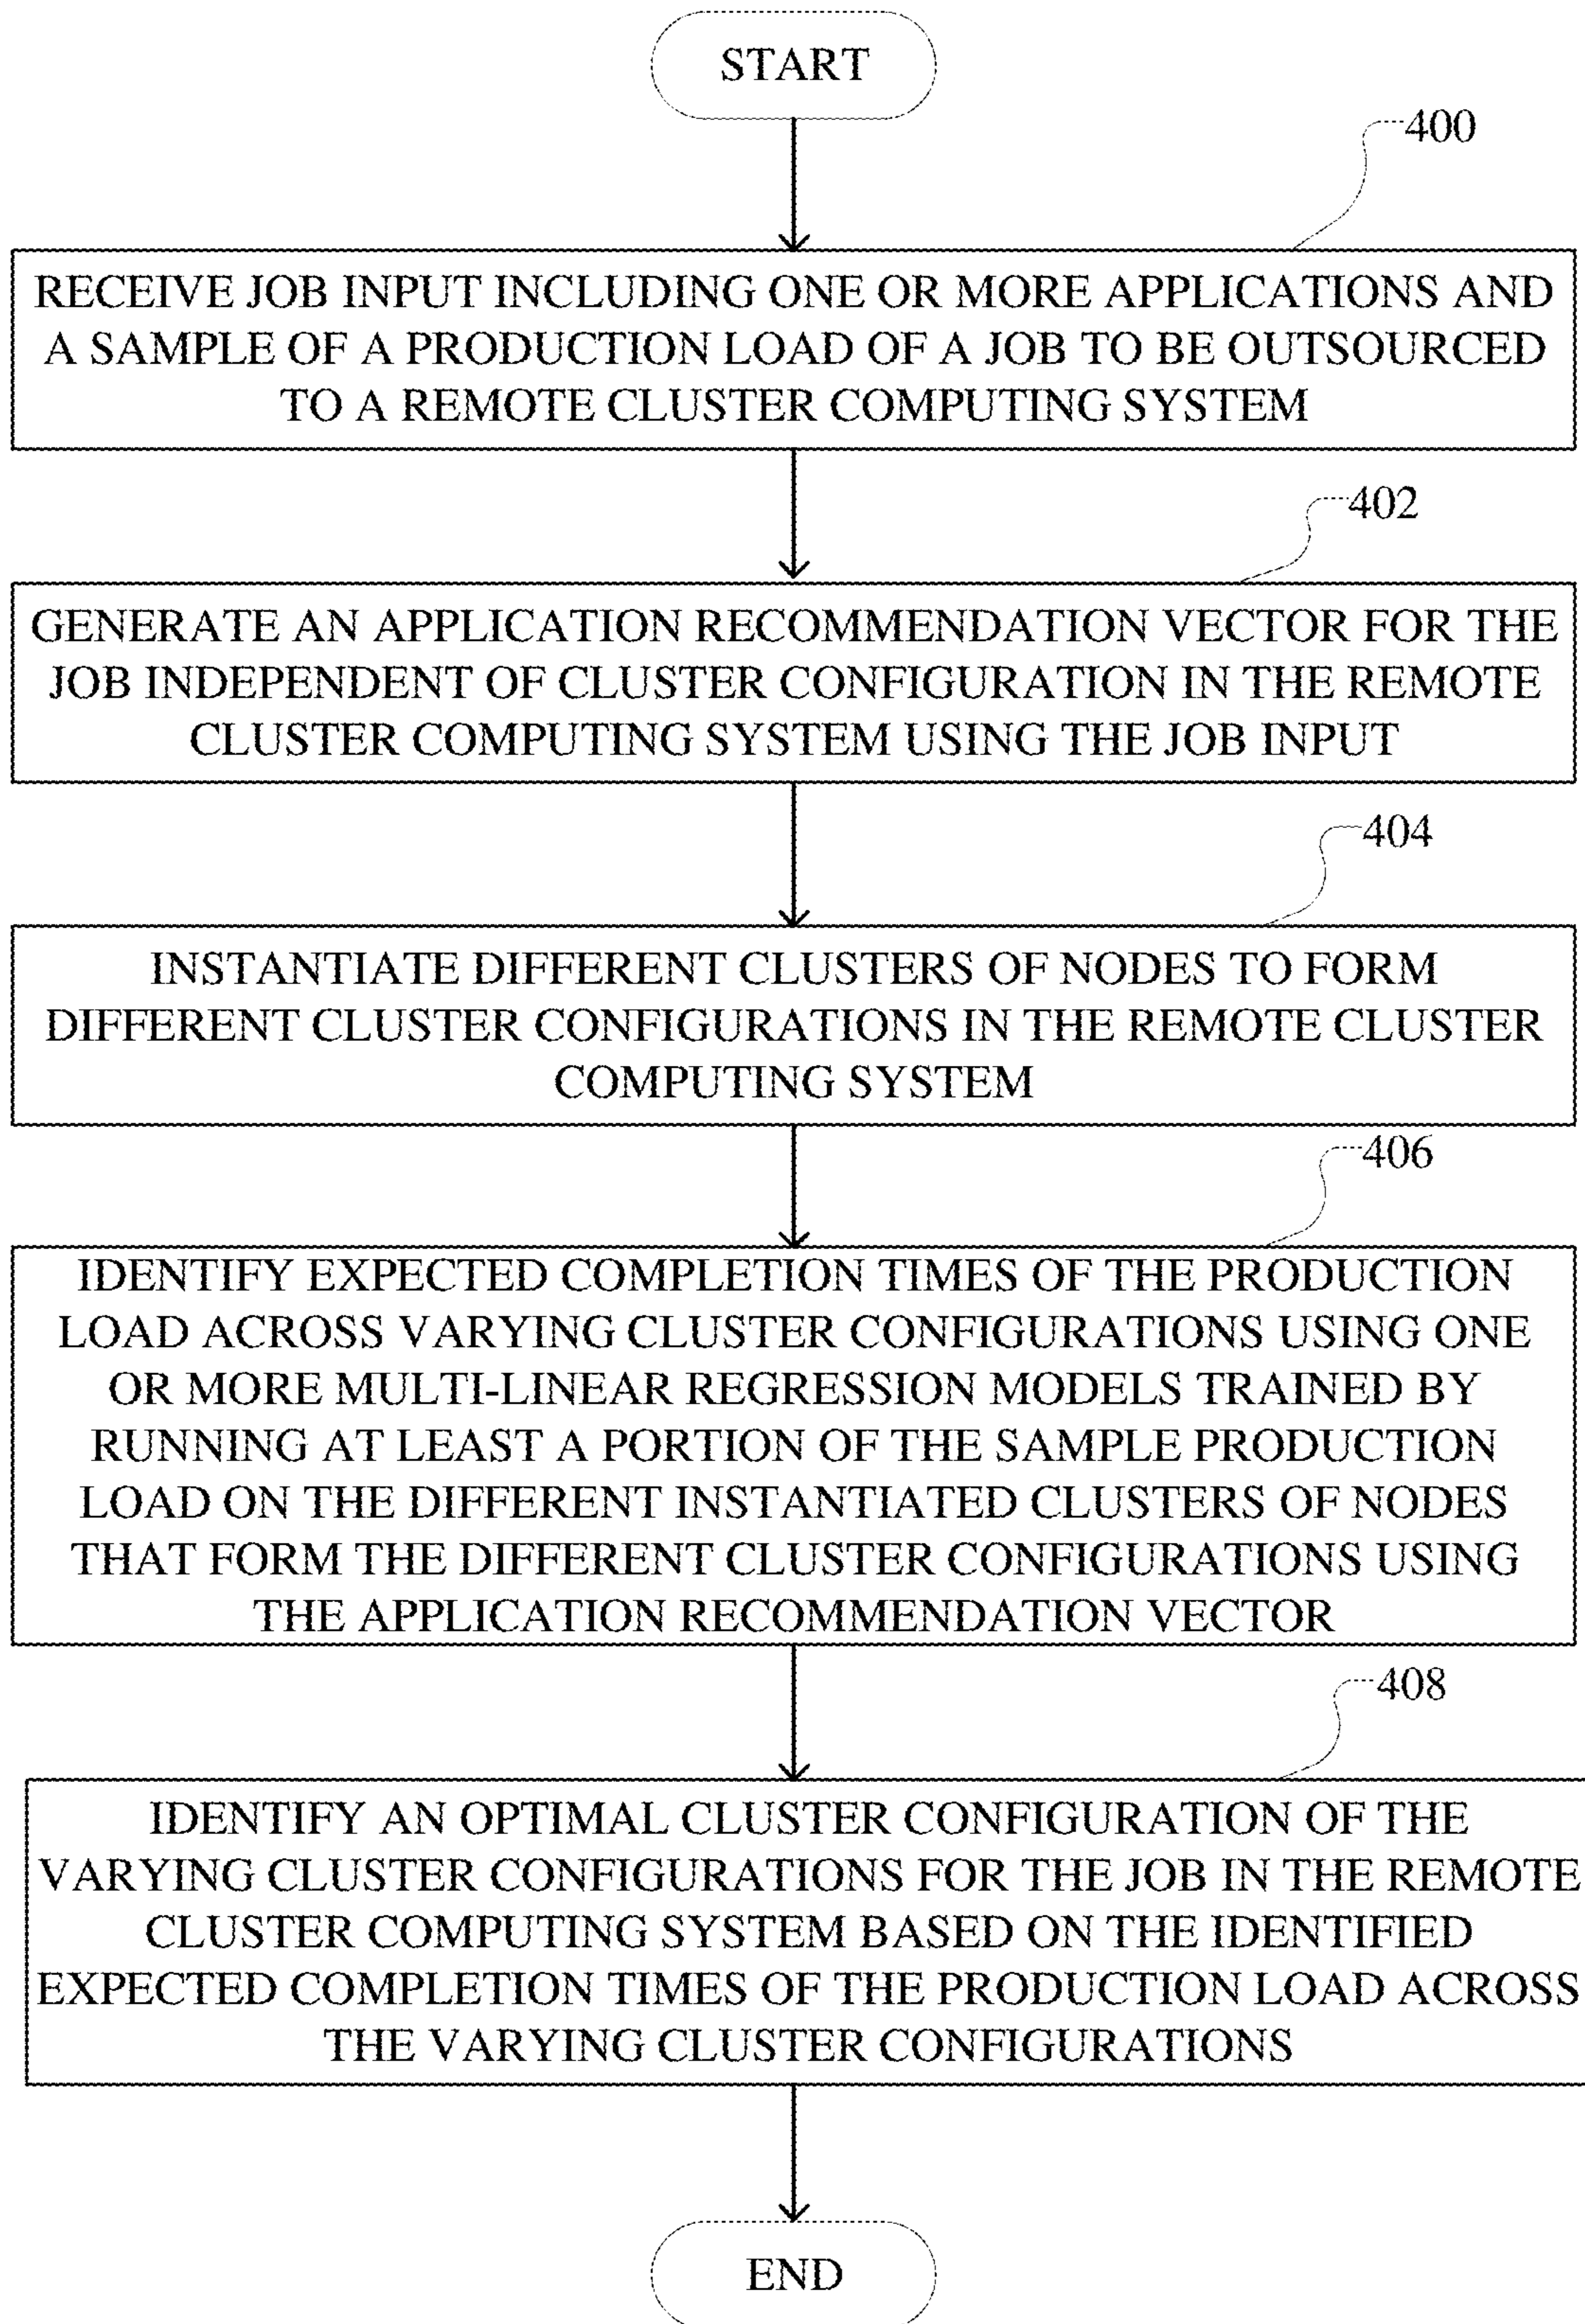 START
400
RECEIVE JOB INPUT INCLUDING ONE OR MORE APPLICATIONS AND
A SAMPLE OF A PRODUCTION LOAD OF A JOB TO BE OUTSOURCED
TO A REMOTE CLUSTER COMPUTING SYSTEM
402
GENERATE AN APPLICATION RECOMMENDATION VECTOR FOR THE
JOB INDEPENDENT OF CLUSTER CONFIGURATION IN THE REMOTE
CLUSTER COMPUTING SYSTEM USING THE JOB INPUT
404
INSTANTIATE DIFFERENT CLUSTERS OF NODES TO FORM
DIFFERENT CLUSTER CONFIGURATIONS IN THE REMOTE CLUSTER
COMPUTING SYSTEM
406
IDENTIFY EXPECTED COMPLETION TIMES OF THE PRODUCTION
LOAD ACROSS VARYING CLUSTER CONFIGURATIONS USING ONE
OR MORE MULTI-LINEAR REGRESSION MODELS TRAINED BY
RUNNING AT LEAST A PORTION OF THE SAMPLE PRODUCTION
LOAD ON THE DIFFERENT INSTANTIATED CLUSTERS OF NODES
THAT FORM THE DIFFERENT CLUSTER CONFIGURATIONS USING
THE APPLICATION RECOMMENDATION VECTOR
408
IDENTIFY AN OPTIMAL CLUSTER CONFIGURATION OF THE
VARYING CLUSTER CONFIGURATIONS FOR THE JOB IN THE REMOTE
CLUSTER COMPUTING SYSTEM BASED ON THE IDENTIFIED
EXPECTED COMPLETION TIMES OF THE PRODUCTION LOAD ACROSS
THE VARYING CLUSTER CONFIGURATIONS
END